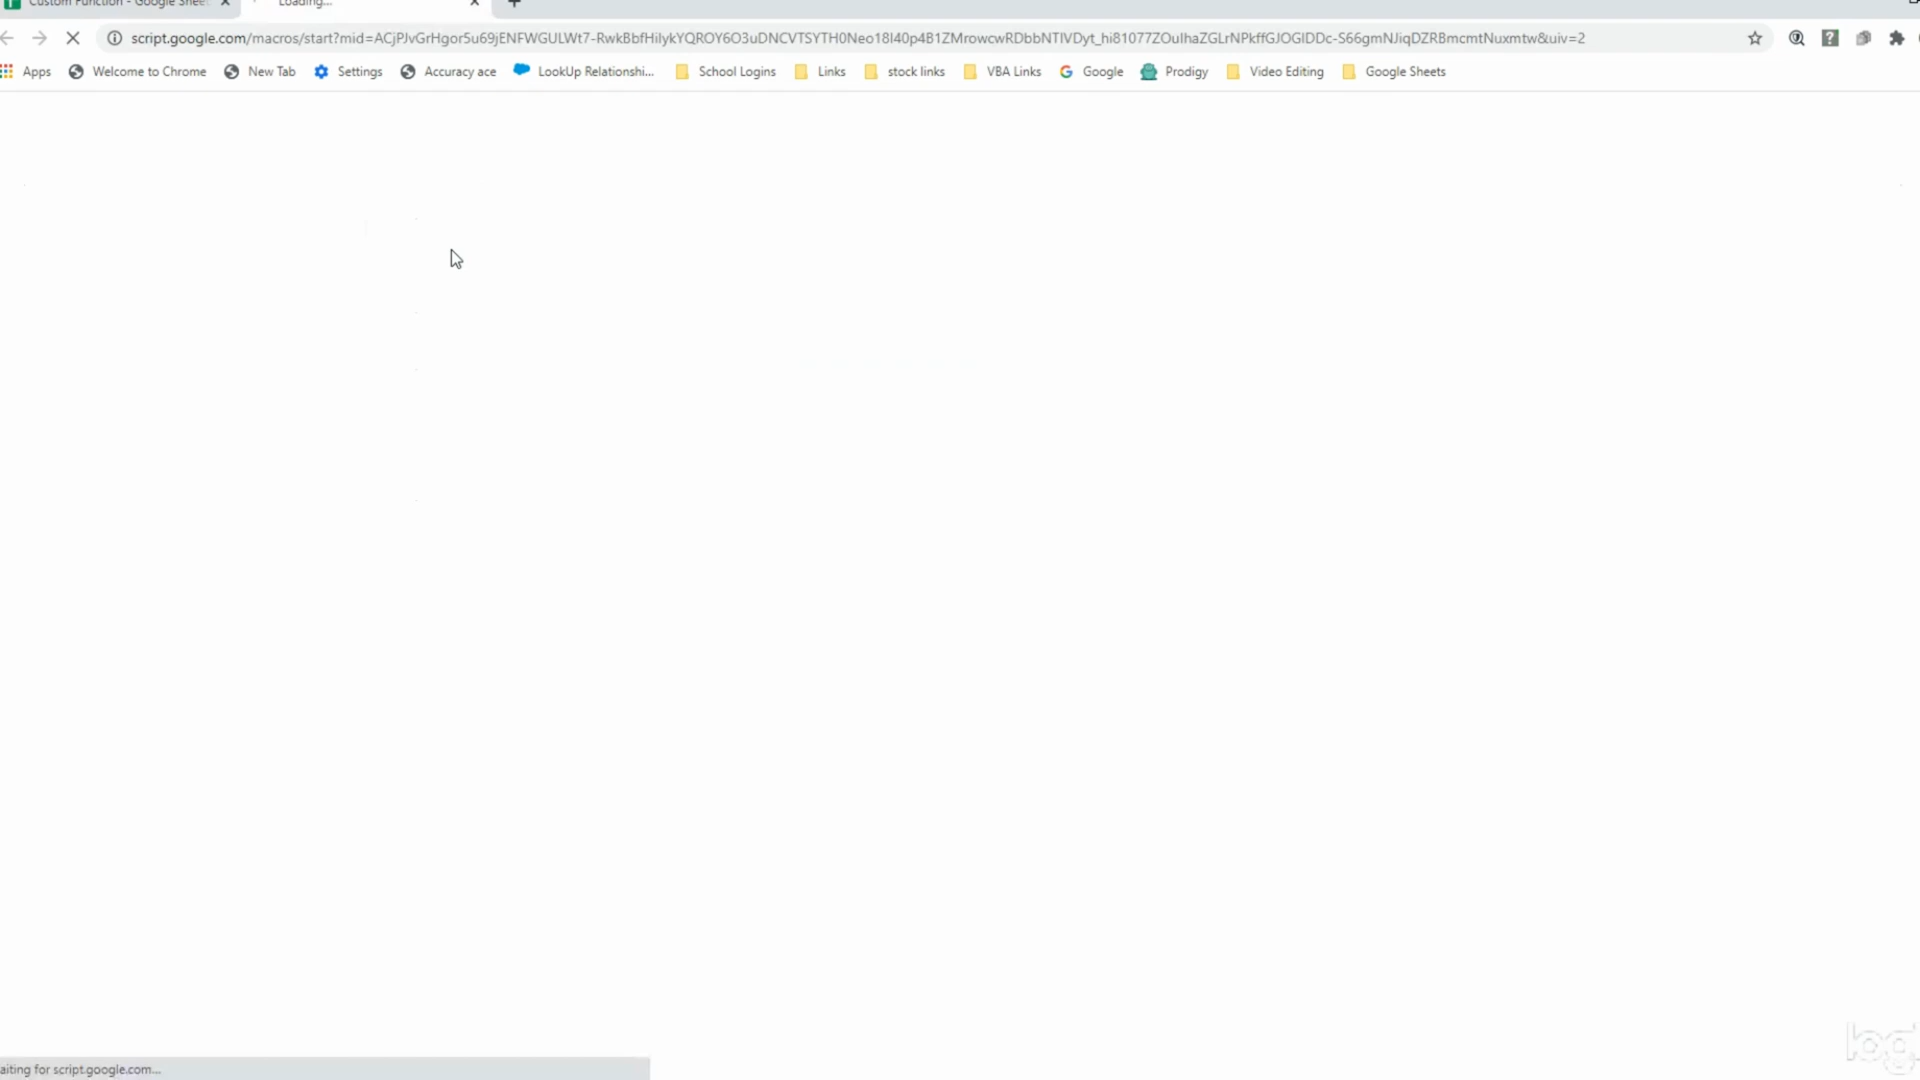 Custom Function - Google Sheet
Loading...
script.google.com/macros/start?mid=ACjPJvGrHgor5u69jENFWGULWt7-RwkBbfHiIykYQROY6O3uDNCVTSYTH0Neo18I40p4B1ZMrowcwRDbbNTIVDyt_hi81077ZOuIhaZGLrNPkffGJOGIDDc-S66gmNJiqDZRBmcmtNuxmtw&uiv=2
Apps Welcome to Chrome New Tab Settings Accuracy ace LookUp Relationshi... School Logins Links stock links VBA Links Google Prodigy Video Editing Google Sheets
aiting for script.google.com...